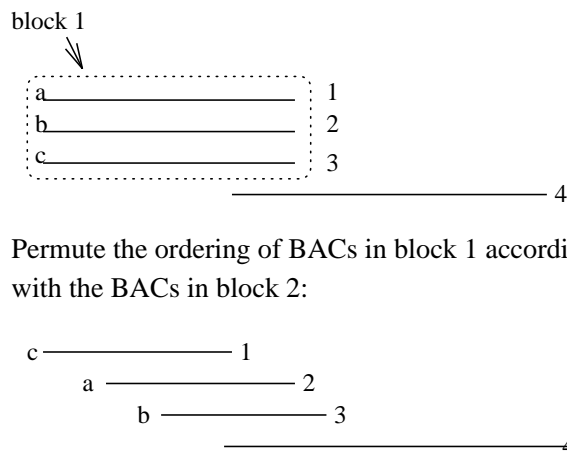 block 1
a 1
b 2
c 3
4
Permute the ordering of BACs in block 1 accordi
with the BACs in block 2:
c 1
a 2
b 3
4